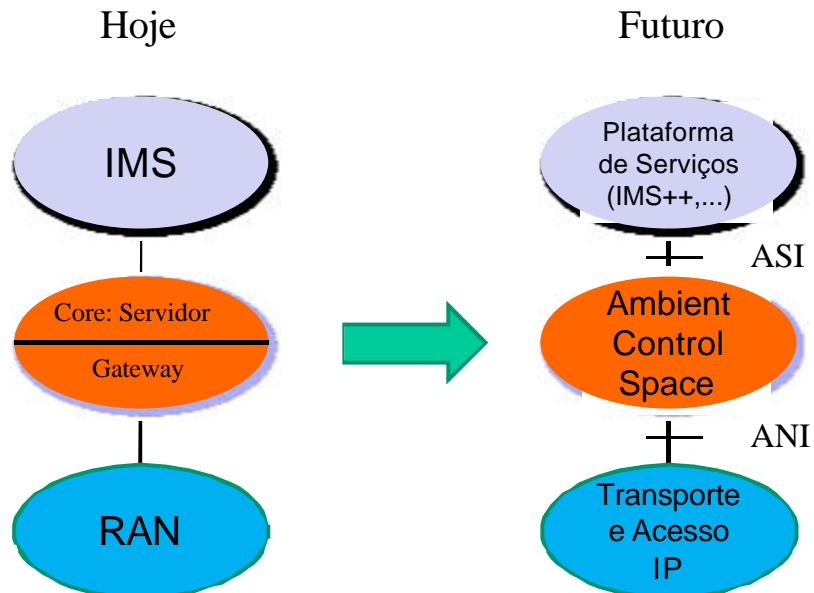 Hoje
Futuro
IMS
Plataforma
de Serviços
(IMS++,...)
ASI
Core: Servidor
Gateway
Ambient
Control
Space
ANI
RAN
Transporte
e Acesso
IP